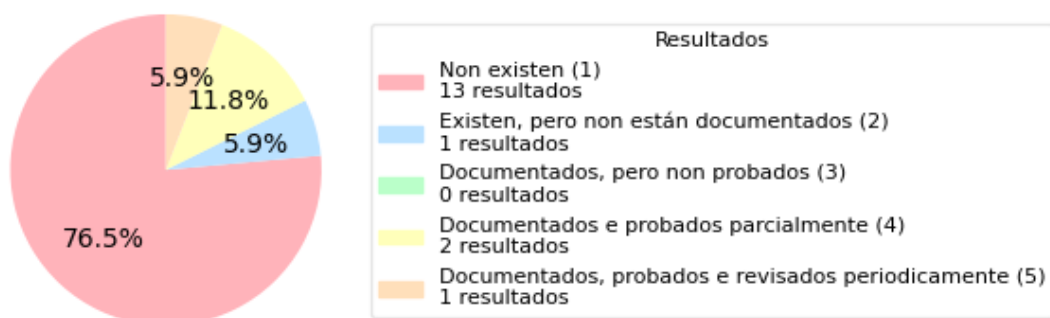 5.9%
11.8%
5.9%
76.5%
Resultados
Non existen (1)
13 resultados
Existen, pero non están documentados (2)
1 resultados
Documentados, pero non probados (3)
0 resultados
Documentados e probados parcialmente (4)
2 resultados
Documentados, probados e revisados periodicamente (5)
1 resultados